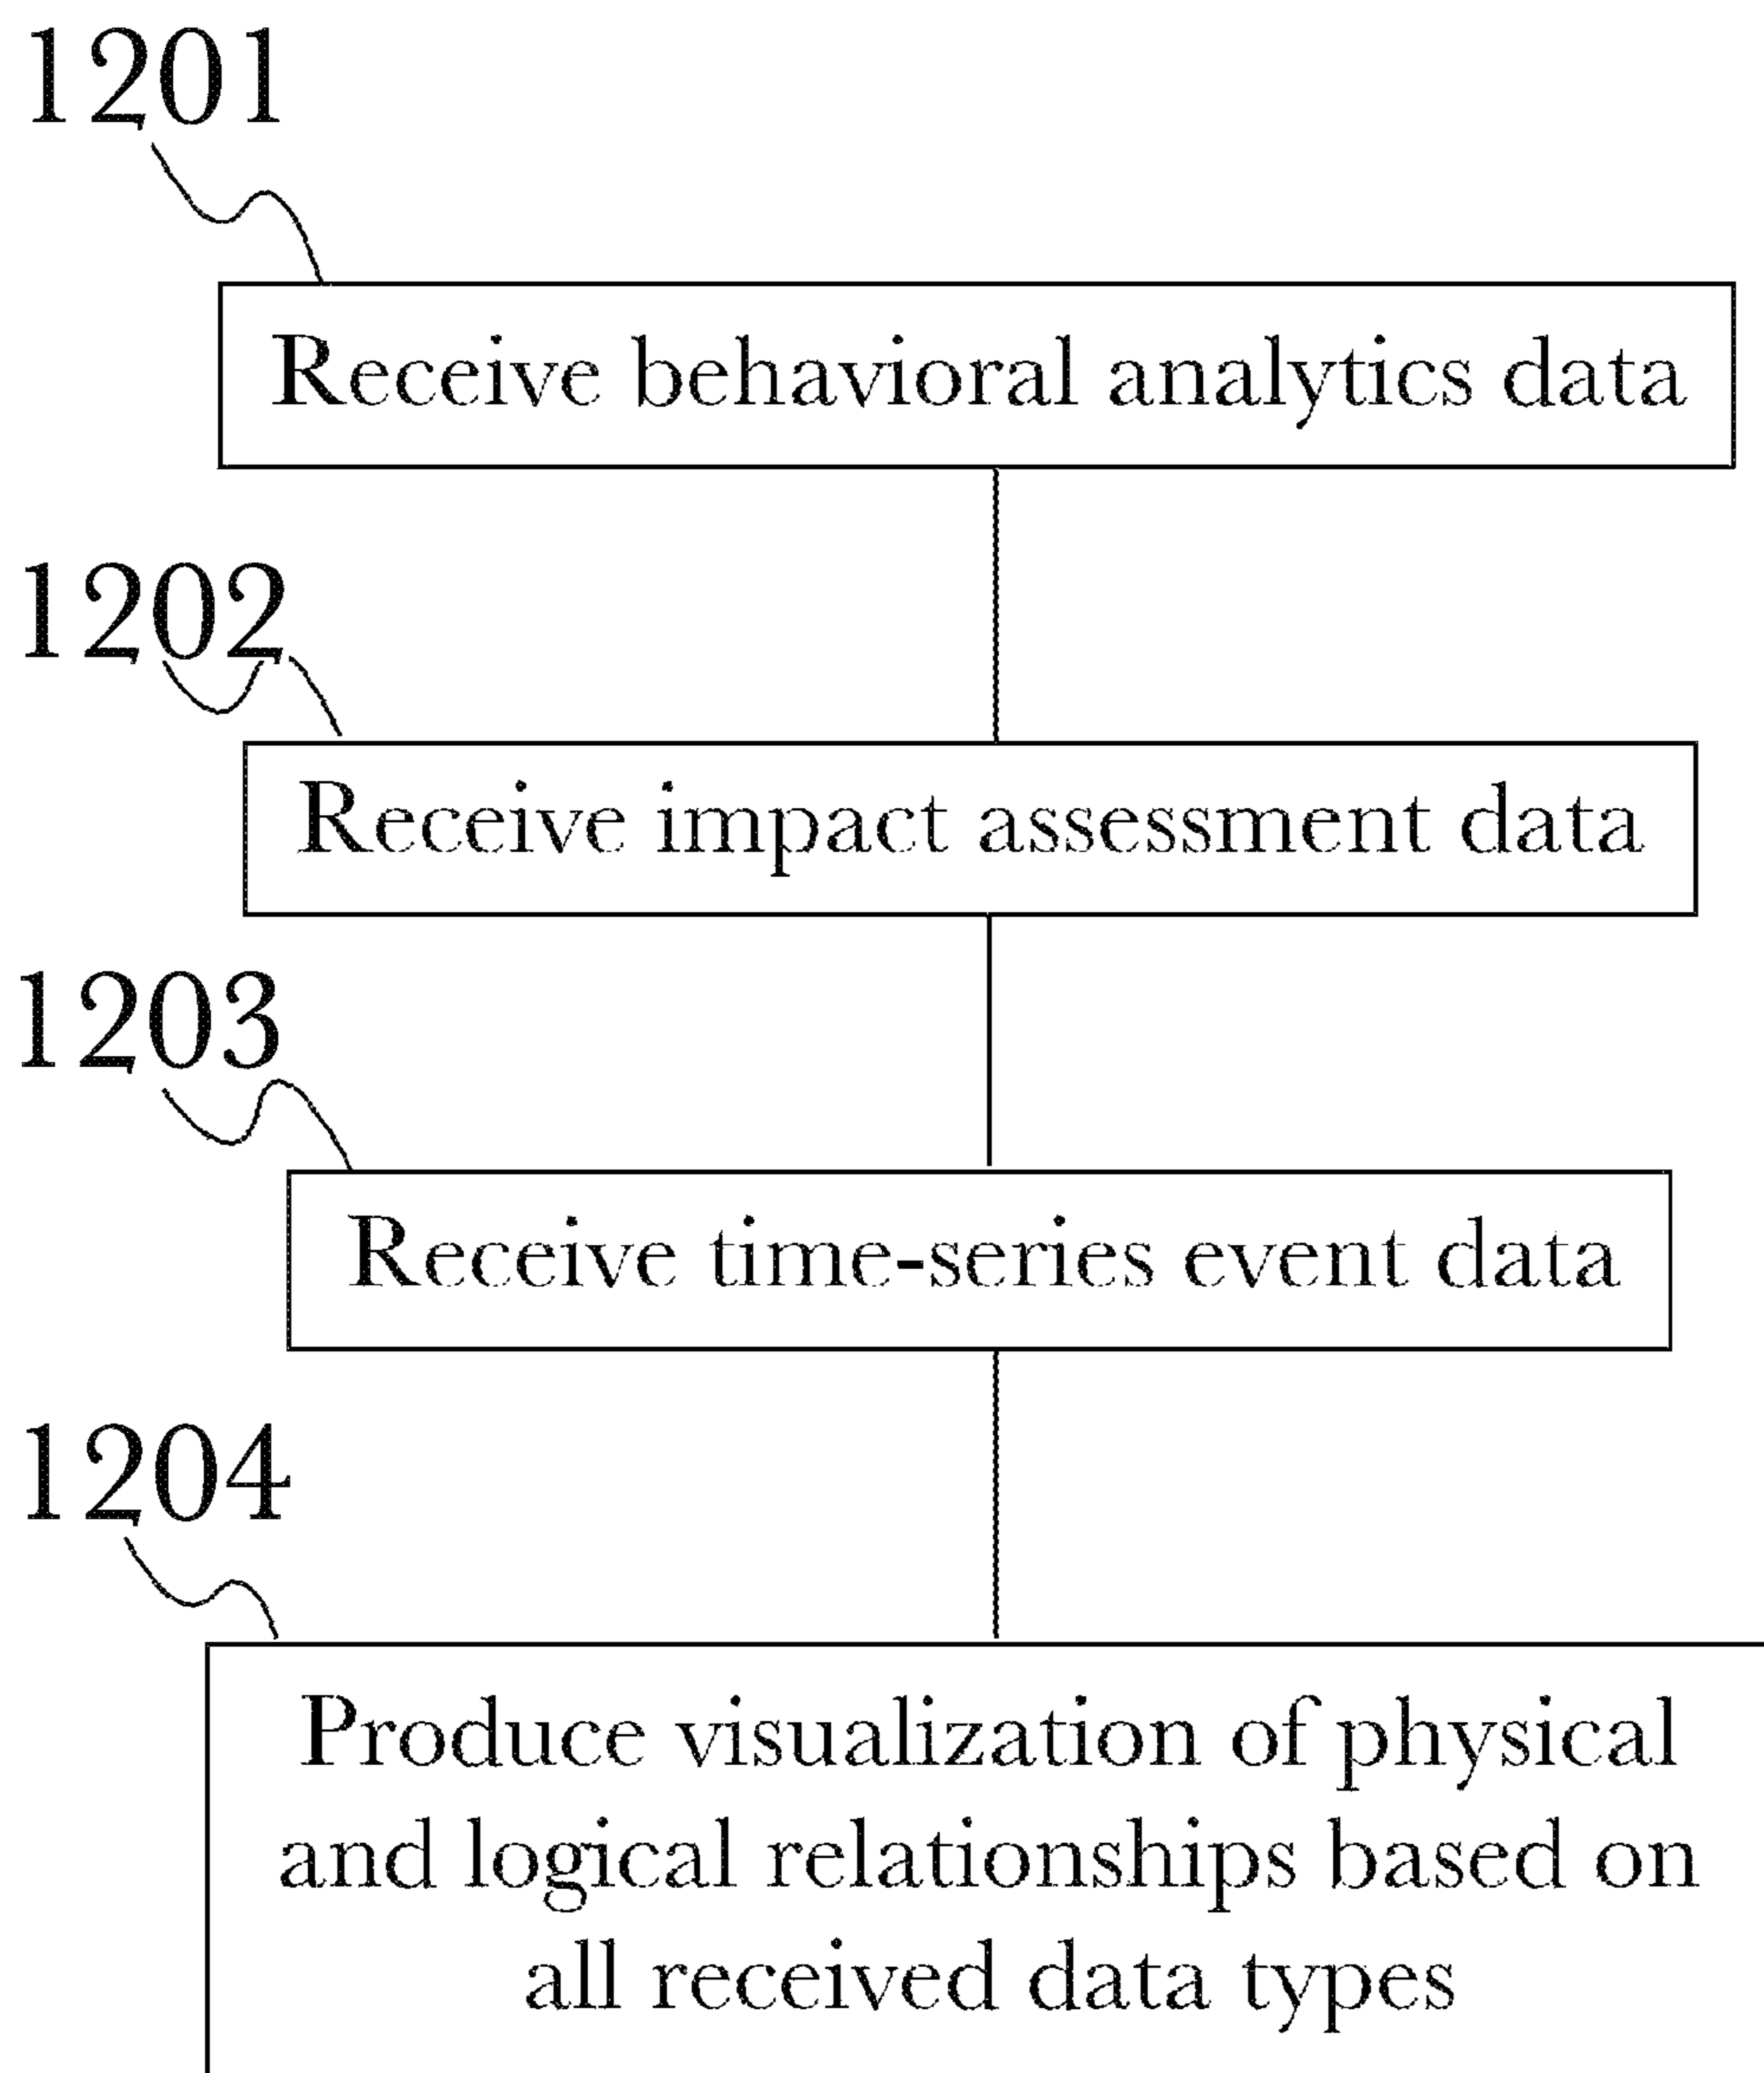 1201
Receive behavioral analytics data
1202
Receive impact assessment data
1203
Receive time-series event data
1204
Produce visualization of physical
and logical relationships based on
all received data types